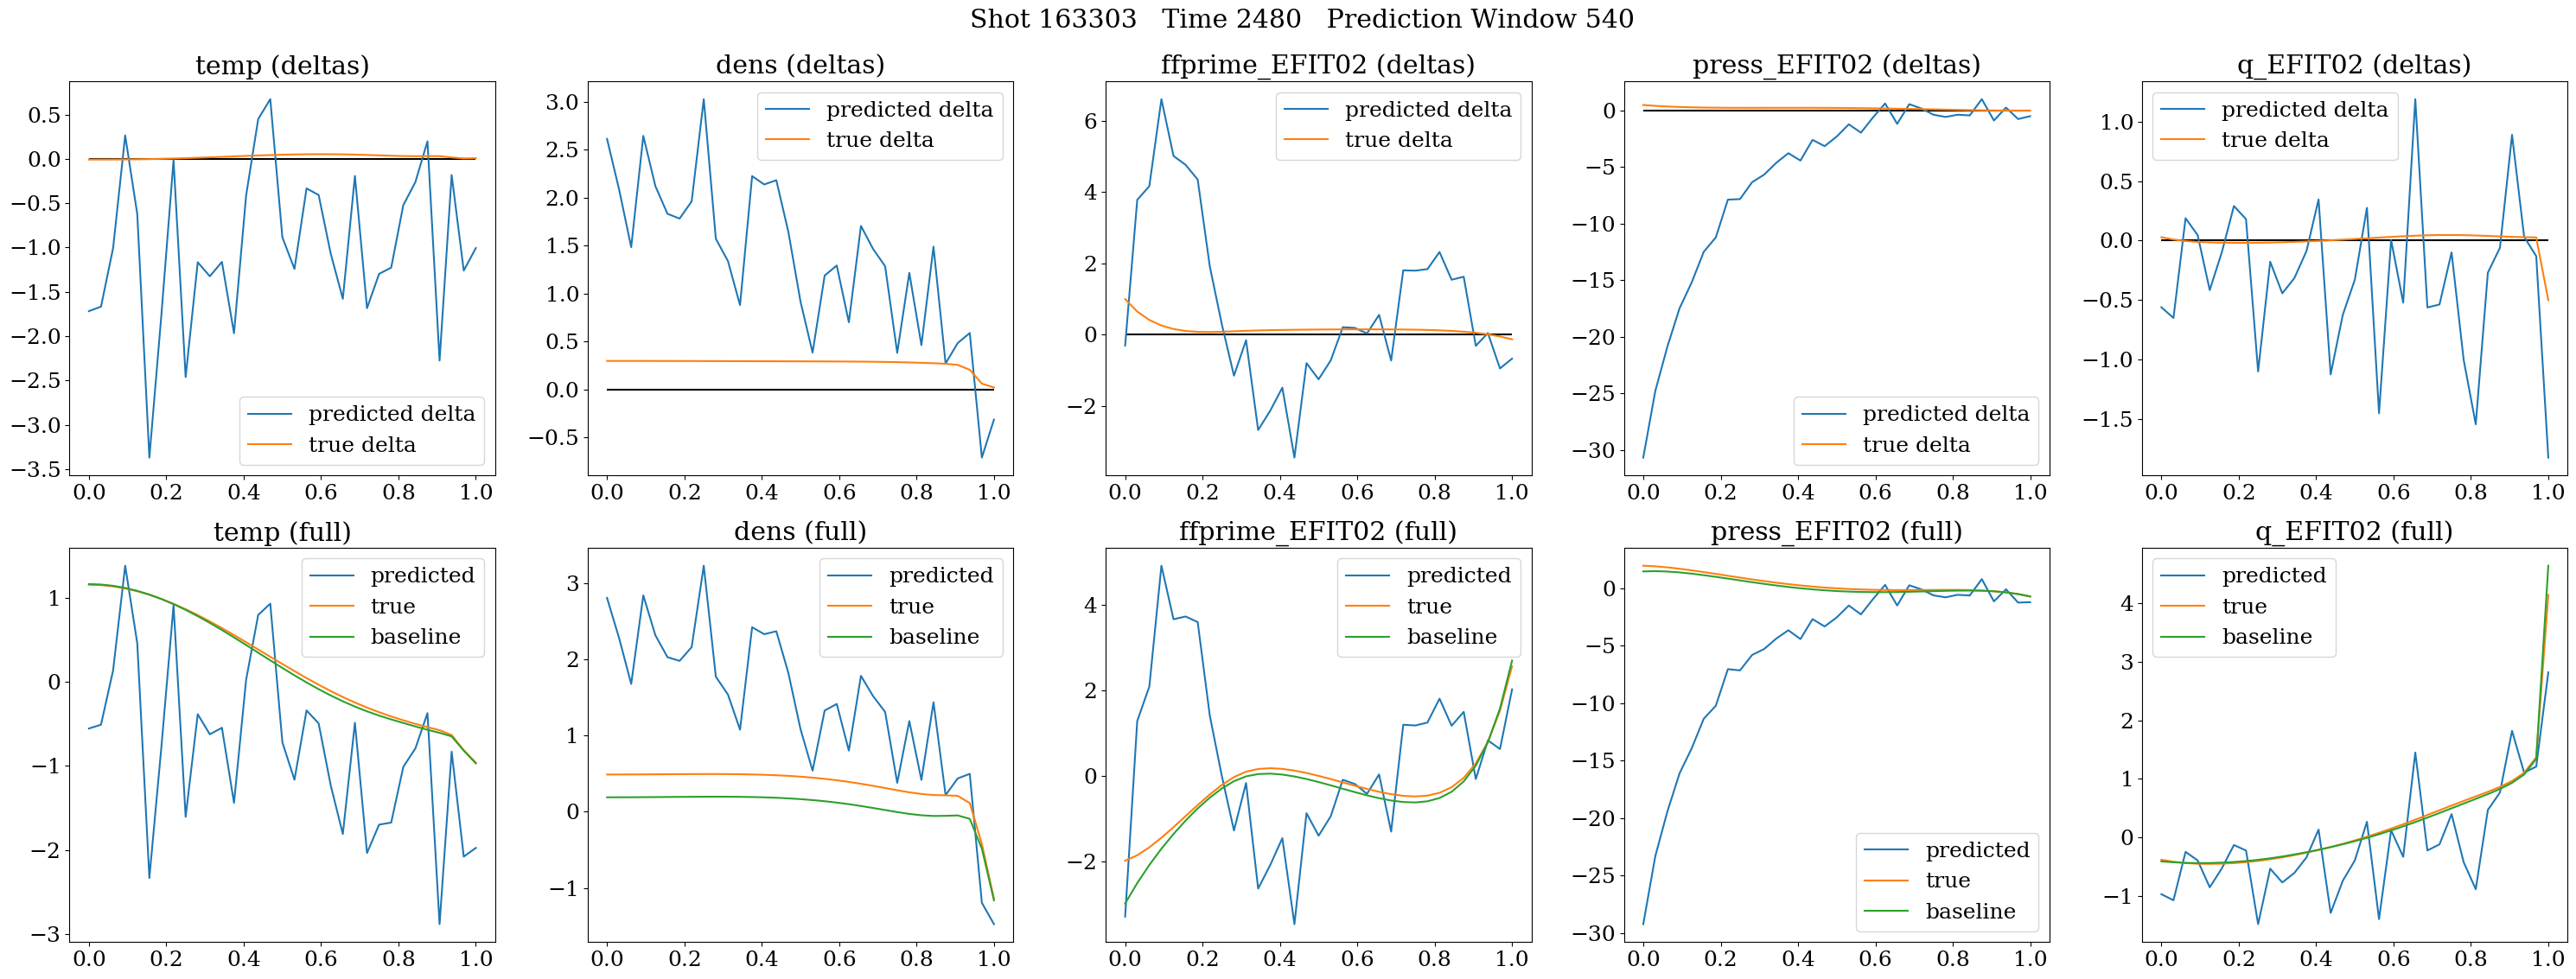 Shot 163303   Time 2480   Prediction Window 540
temp (deltas)
0.5
0.0
−0.5
−1.0
−1.5
−2.0
−2.5
−3.0
−3.5
0.0 0.2 0.4 0.6 0.8 1.0
predicted delta
true delta
dens (deltas)
3.0
2.5
2.0
1.5
1.0
0.5
0.0
−0.5
0.0 0.2 0.4 0.6 0.8 1.0
predicted delta
true delta
ffprime_EFIT02 (deltas)
6
4
2
0
−2
0.0 0.2 0.4 0.6 0.8 1.0
predicted delta
true delta
press_EFIT02 (deltas)
0
−5
−10
−15
−20
−25
−30
0.0 0.2 0.4 0.6 0.8 1.0
predicted delta
true delta
q_EFIT02 (deltas)
1.0
0.5
0.0
−0.5
−1.0
−1.5
0.0 0.2 0.4 0.6 0.8 1.0
predicted delta
true delta
temp (full)
1
0
−1
−2
−3
0.0 0.2 0.4 0.6 0.8 1.0
predicted
true
baseline
dens (full)
3
2
1
0
−1
0.0 0.2 0.4 0.6 0.8 1.0
predicted
true
baseline
ffprime_EFIT02 (full)
4
2
0
−2
0.0 0.2 0.4 0.6 0.8 1.0
predicted
true
baseline
press_EFIT02 (full)
0
−5
−10
−15
−20
−25
−30
0.0 0.2 0.4 0.6 0.8 1.0
predicted
true
baseline
q_EFIT02 (full)
4
3
2
1
0
−1
0.0 0.2 0.4 0.6 0.8 1.0
predicted
true
baseline